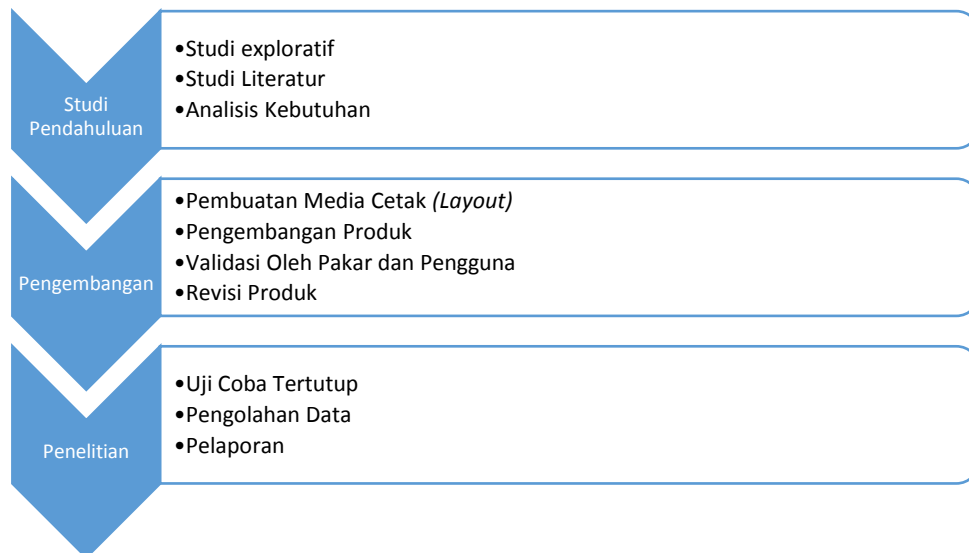 Studi
Pendahuluan
•Studi exploratif
•Studi Literatur
•Analisis Kebutuhan
Pengembangan
•Pembuatan Media Cetak (Layout)
•Pengembangan Produk
•Validasi Oleh Pakar dan Pengguna
•Revisi Produk
Penelitian
•Uji Coba Tertutup
•Pengolahan Data
•Pelaporan